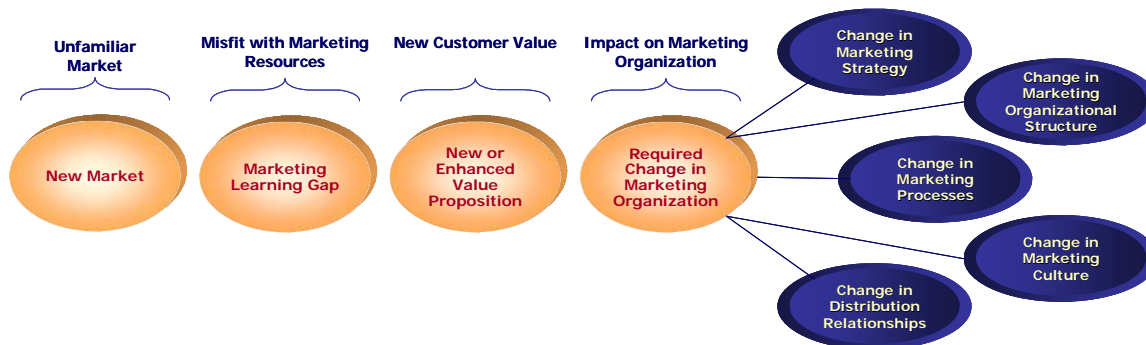 Unfamiliar
Market
Misfit with Marketing
Resources
New Customer Value
Impact on Marketing
Organization
New Market
Marketing
Learning Gap
New or
Enhanced
Value
Proposition
Required
Change in
Marketing
Organization
Change in
Marketing
Strategy
Change in
Marketing
Organizational
Structure
Change in
Marketing
Processes
Change in
Marketing
Culture
Change in
Distribution
Relationships